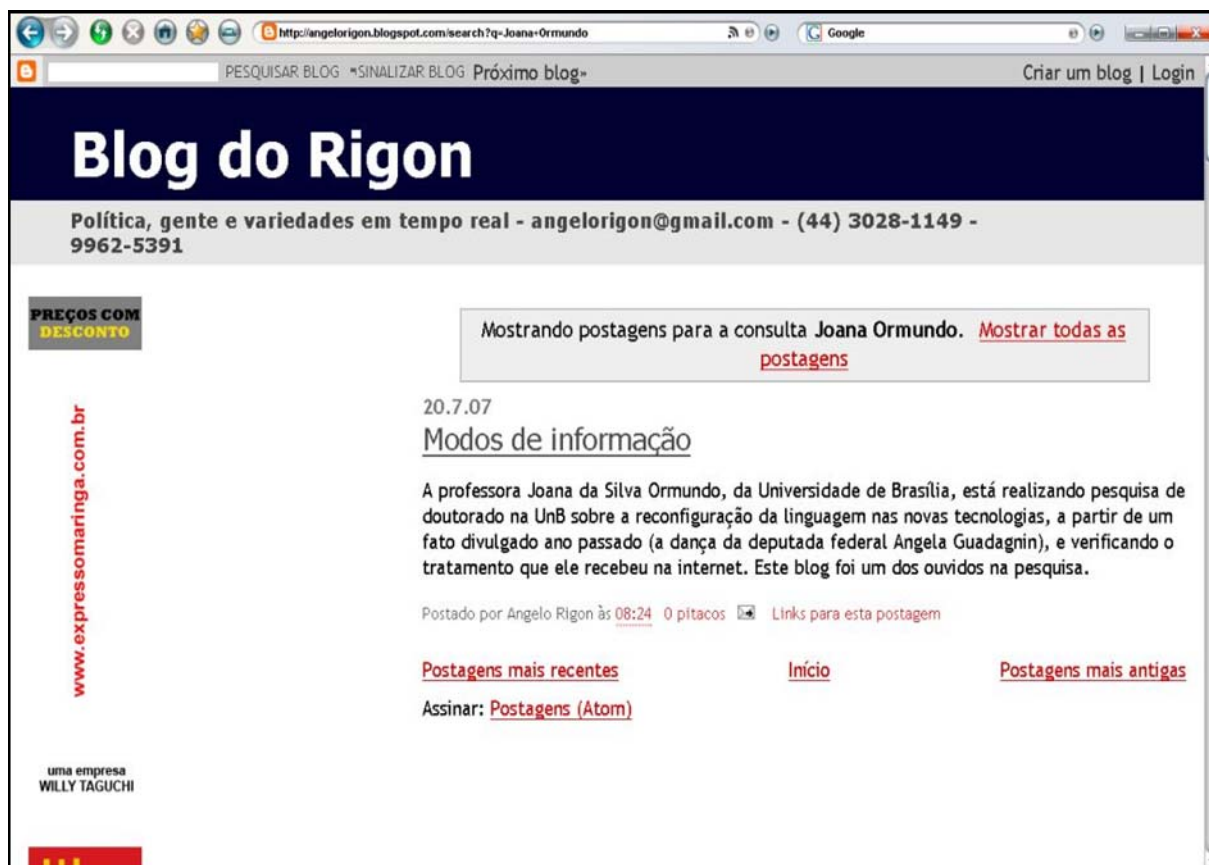 http://angelorigon.blogspot.com/search?q=Joana+Ormundo
Google
PESQUISAR BLOG SINALIZAR BLOG Próximo blog»
Criar um blog | Login
Blog do Rigon
Política, gente e variedades em tempo real - angelorigon@gmail.com - (44) 3028-1149 -
9962-5391
PREÇOS COM
DESCONTO
www.expressomaringa.com.br
uma empresa
WILLY TAGUCHI
Mostrando postagens para a consulta Joana Ormundo. Mostrar todas as
postagens
20.7.07
Modos de informação
A professora Joana da Silva Ormundo, da Universidade de Brasília, está realizando pesquisa de
doutorado na UnB sobre a reconfiguração da linguagem nas novas tecnologias, a partir de um
fato divulgado ano passado (a dança da deputada federal Angela Guadagnin), e verificando o
tratamento que ele recebeu na internet. Este blog foi um dos ouvidos na pesquisa.
Postado por Angelo Rigon às 08:24 0 pitacos Links para esta postagem
Postagens mais recentes Início Postagens mais antigas
Assinar: Postagens (Atom)